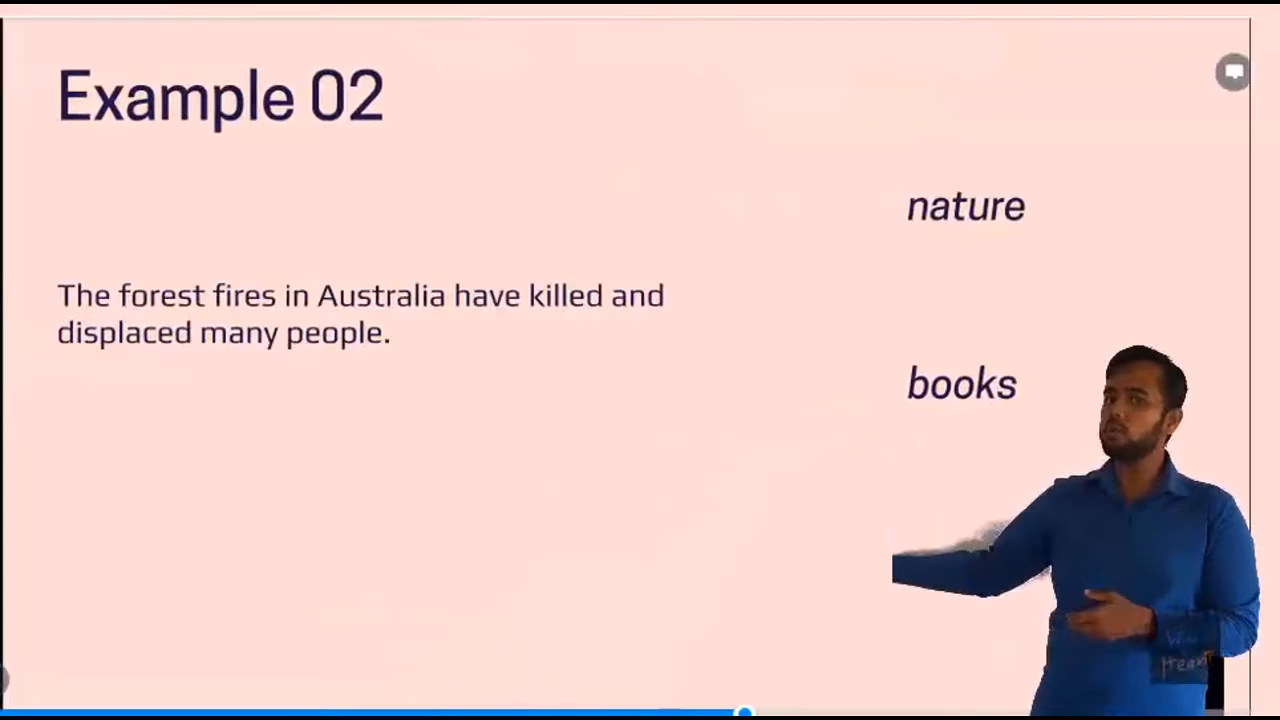 Example 02
nature
The forest fires in Australia have killed and
displaced many people.
books